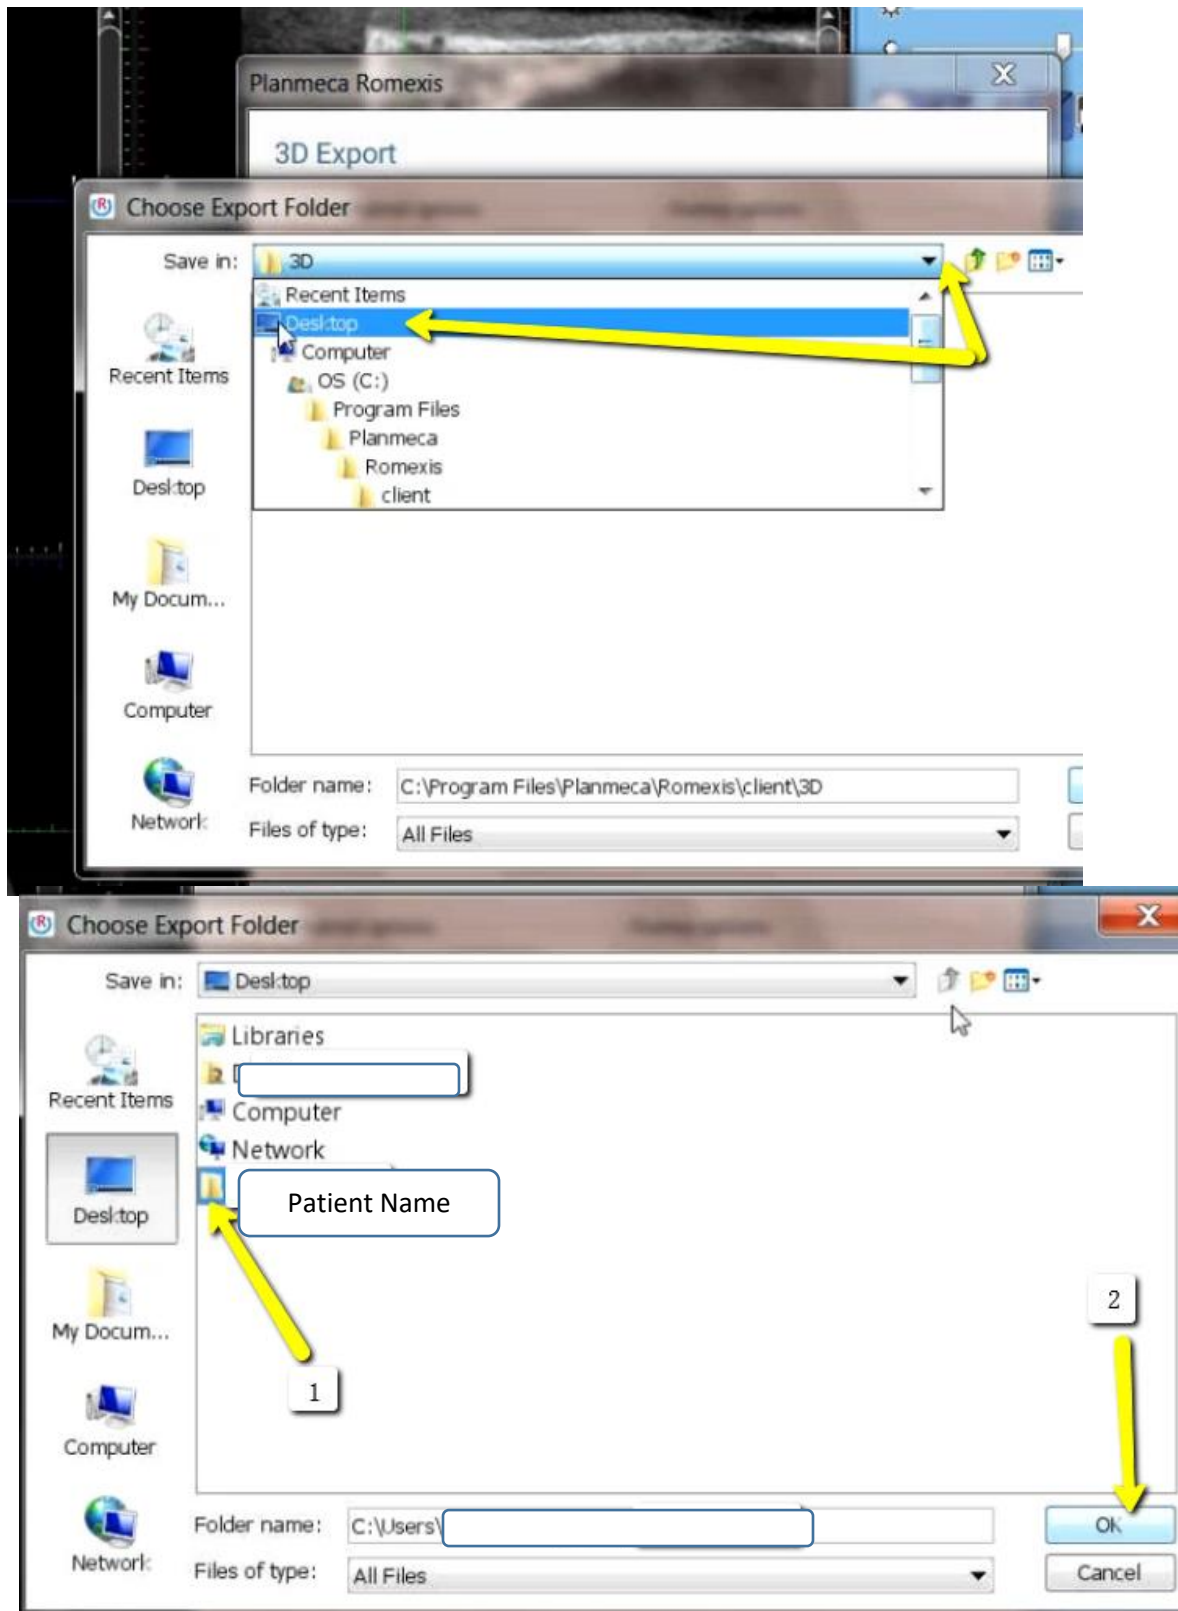 Planmeca Romexis
3D Export
Choose Export Folder
Save in:
3D
Recent Items
Desktop
Computer
OS (C:)
Program Files
Planmeca
Romexis
client
Recent Items
Desktop
My Docum...
Computer
Network
Folder name:
C:\Program Files\Planmeca\Romexis\client\3D
Files of type:
All Files
Choose Export Folder
Save in:
Desktop
Libraries
Computer
Network
Patient Name
Recent Items
Desktop
My Docum...
Computer
Network
1
2
Folder name:
C:\Users\
OK
Files of type:
All Files
Cancel